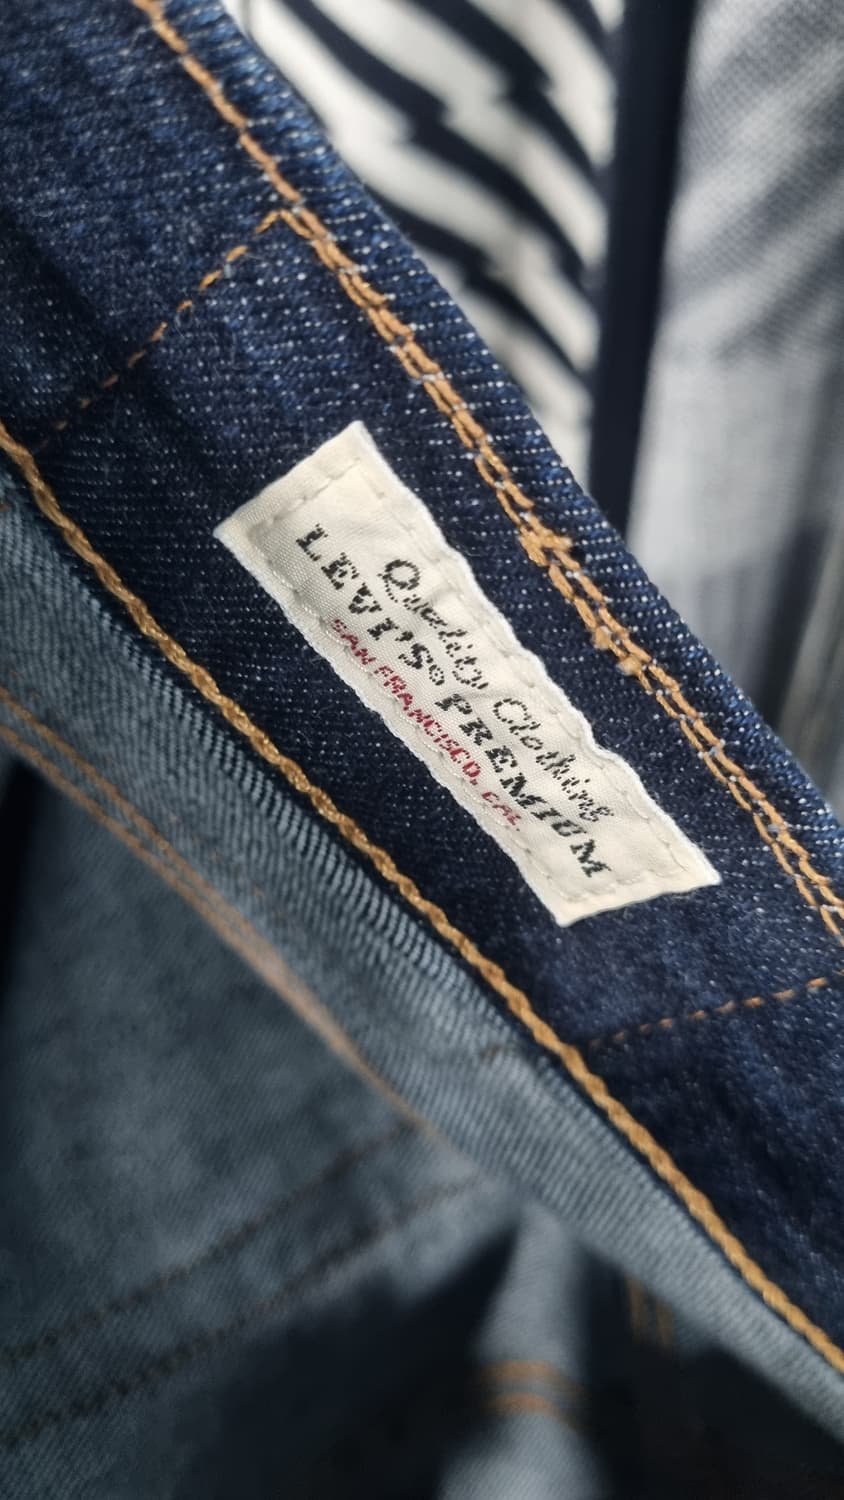 Quality Clothing
LEVI'S® PREMIUM
SAN FRANCISCO, CAL.